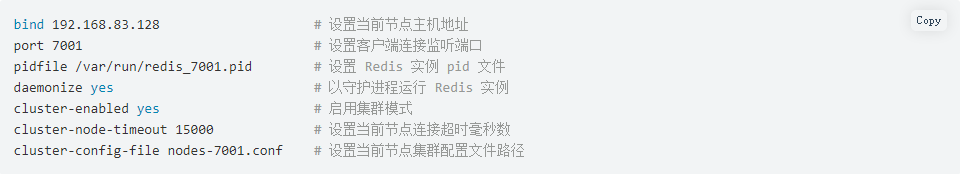 Copy
bind 192.168.83.128 # 设置当前节点主机地址
port 7001 # 设置客户端连接监听端口
pidfile /var/run/redis_7001.pid # 设置 Redis 实例 pid 文件
daemonize yes # 以守护进程运行 Redis 实例
cluster-enabled yes # 启用集群模式
cluster-node-timeout 15000 # 设置当前节点连接超时毫秒数
cluster-config-file nodes-7001.conf # 设置当前节点集群配置文件路径